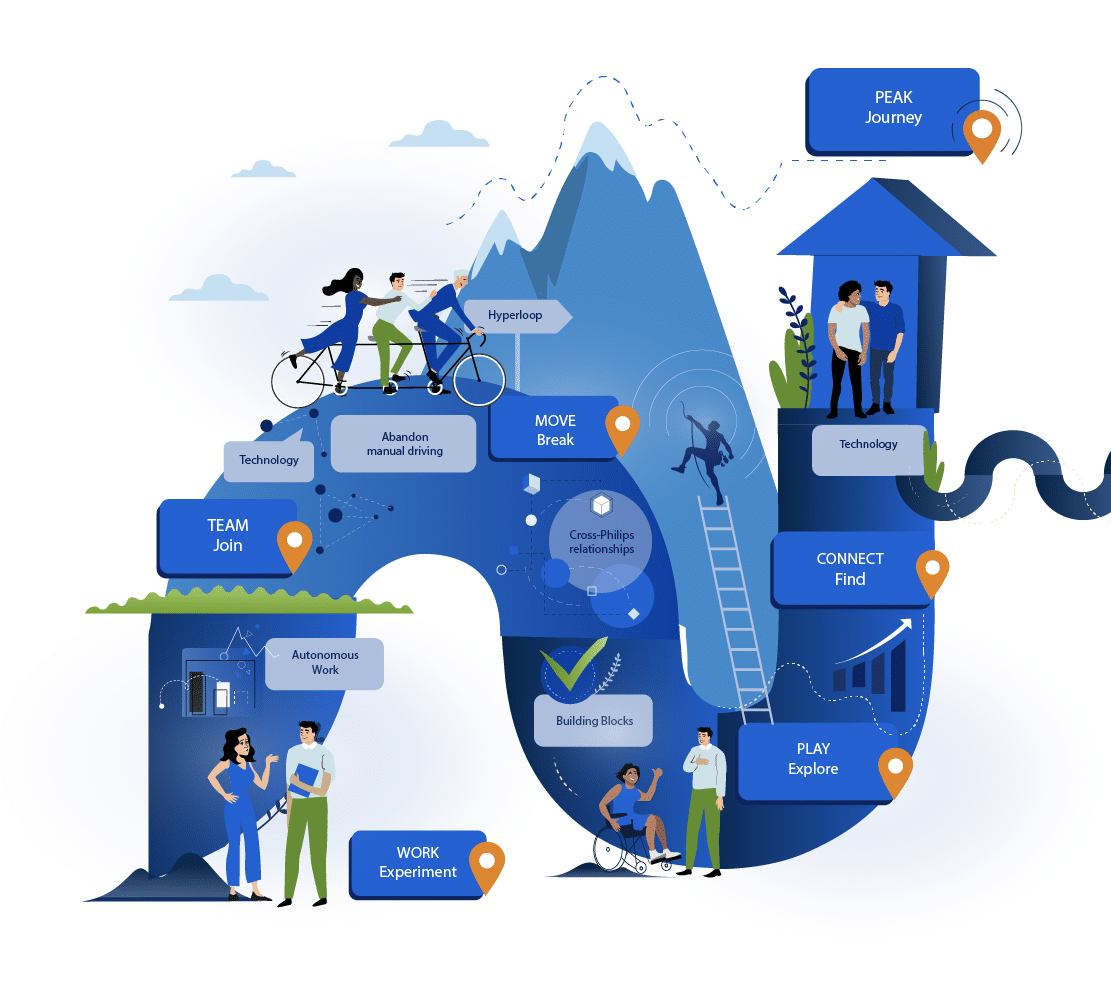 PEAK
Journey
Hyperloop
MOVE
Break
Abandon
manual driving
Technology
Technology
TEAM
Join
Cross-Philips
relationships
CONNECT
Find
Autonomous
Work
Building Blocks
PLAY
Explore
WORK
Experiment